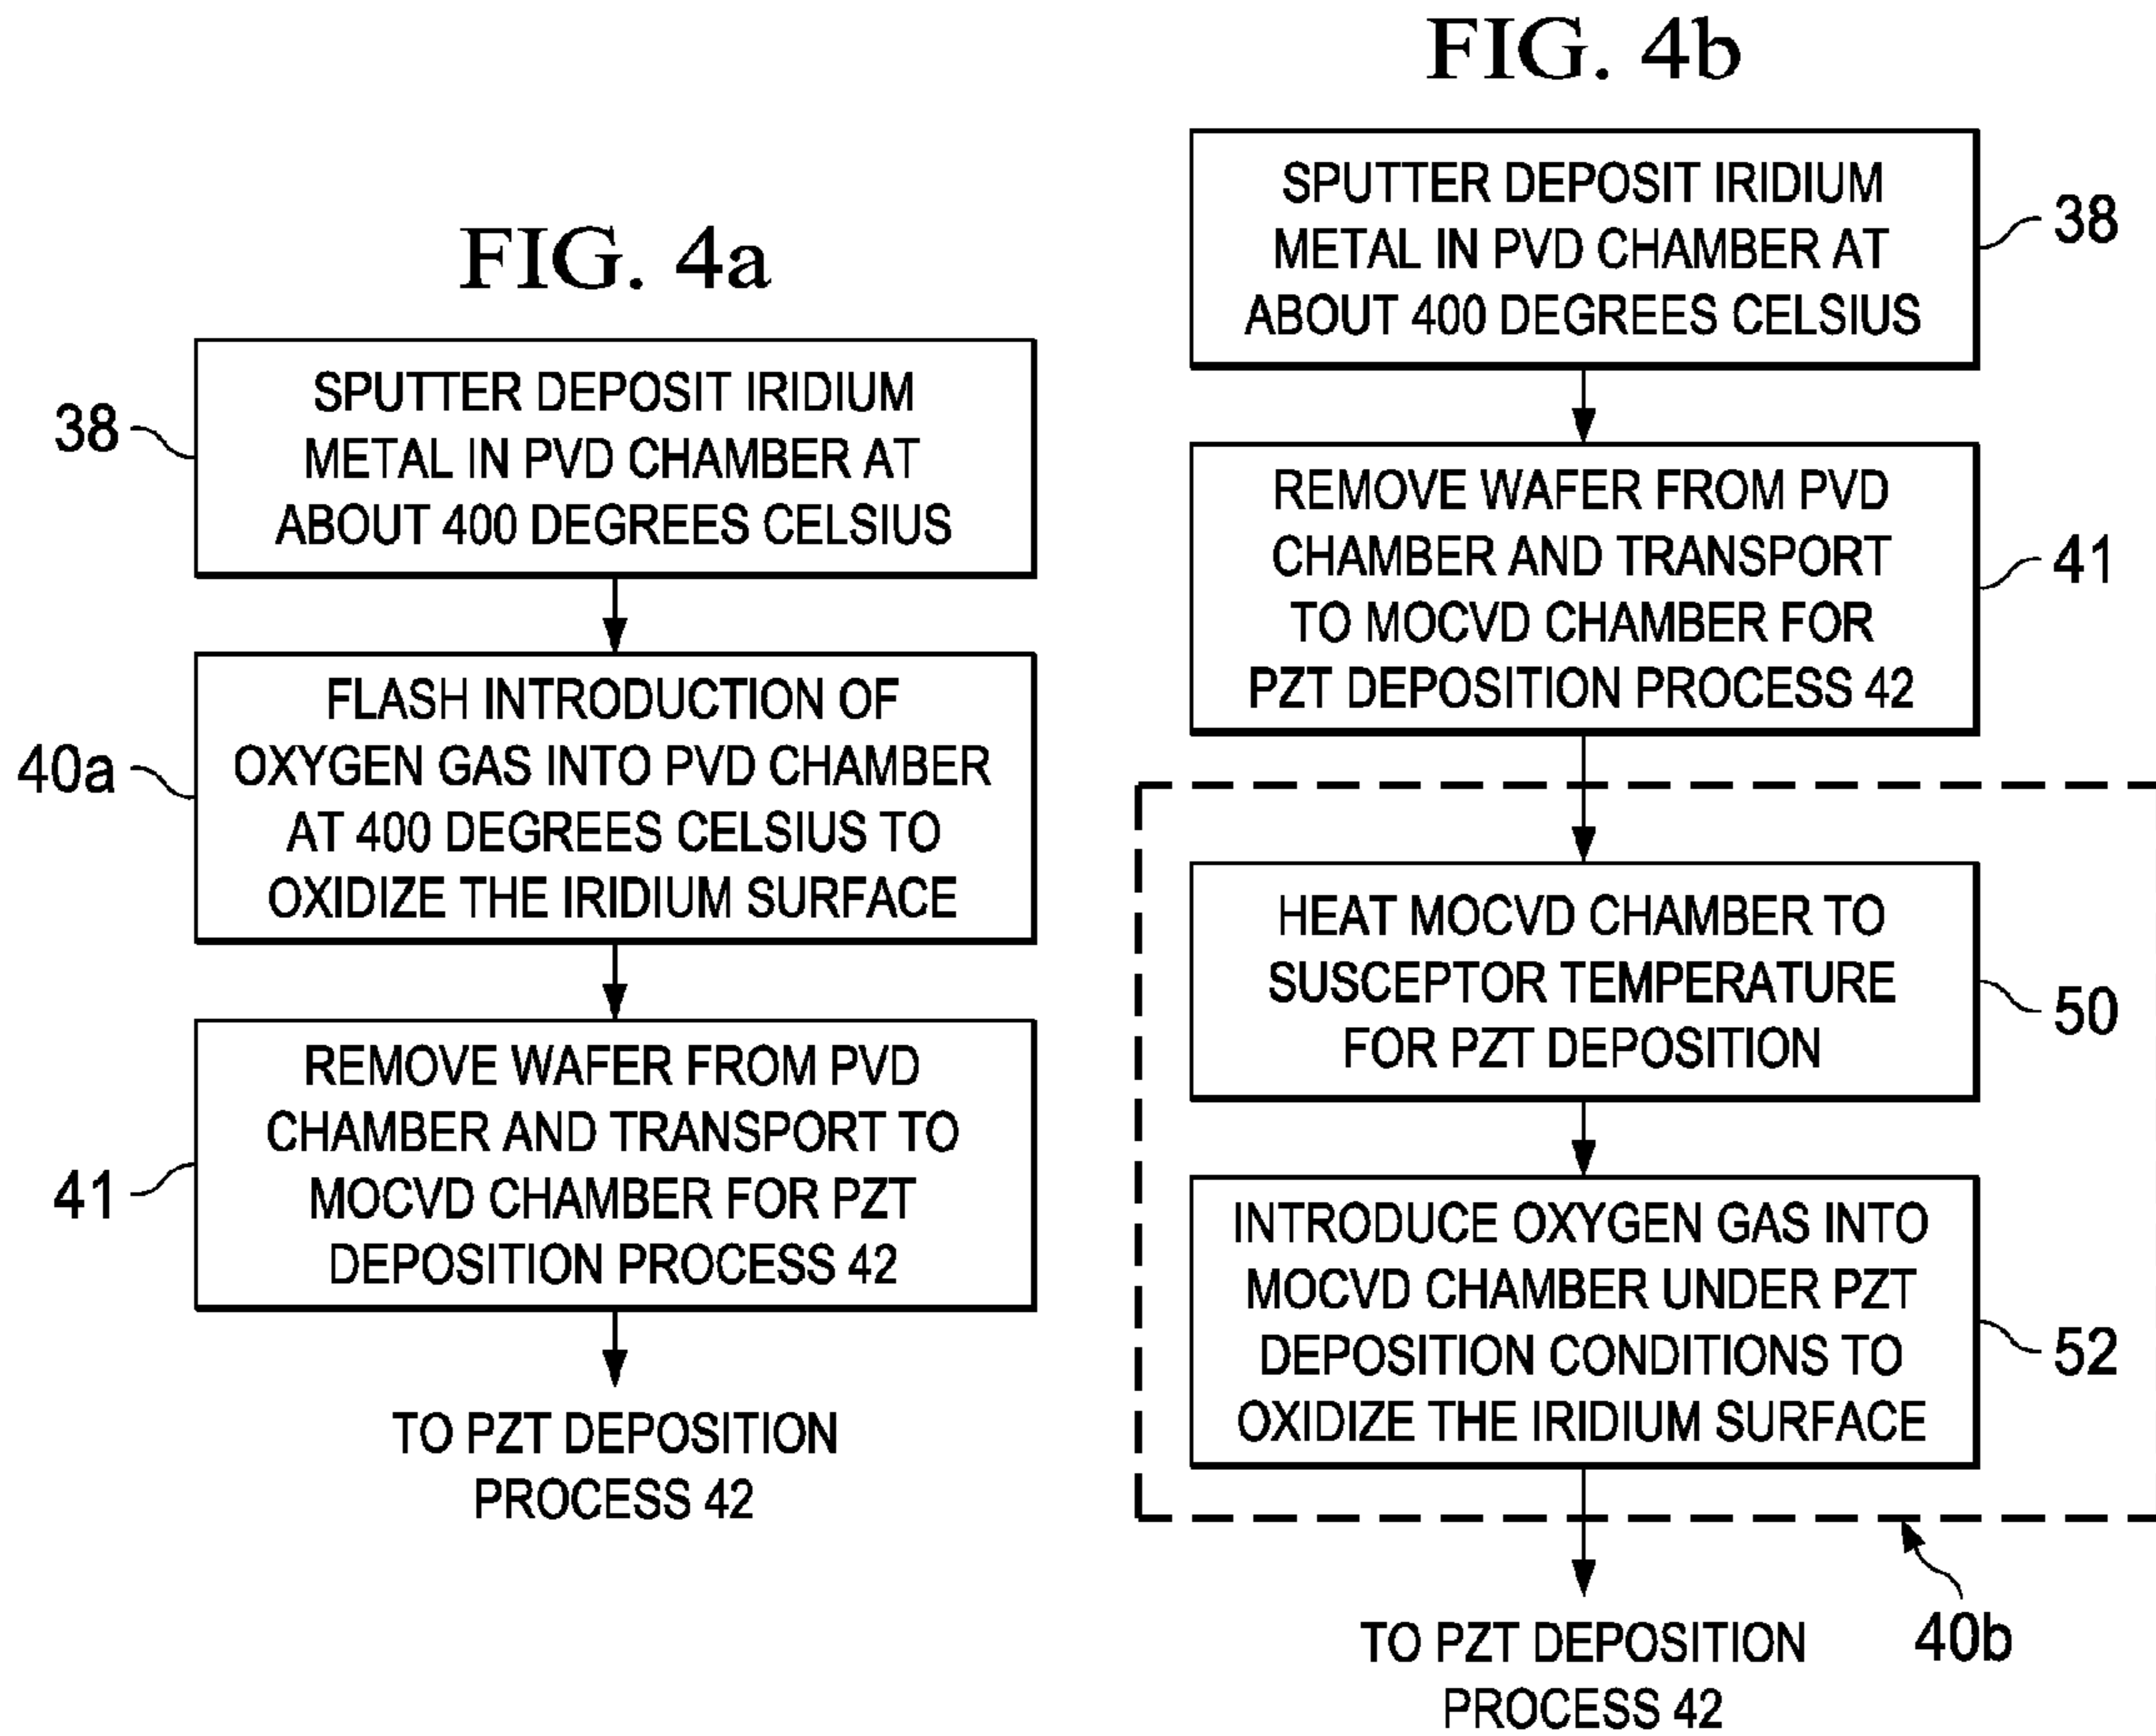 FIG. 4a
38
SPUTTER DEPOSIT IRIDIUM
METAL IN PVD CHAMBER AT
ABOUT 400 DEGREES CELSIUS
40a
FLASH INTRODUCTION OF
OXYGEN GAS INTO PVD CHAMBER
AT 400 DEGREES CELSIUS TO
OXIDIZE THE IRIDIUM SURFACE
41
REMOVE WAFER FROM PVD
CHAMBER AND TRANSPORT TO
MOCVD CHAMBER FOR PZT
DEPOSITION PROCESS 42
TO PZT DEPOSITION
PROCESS 42
FIG. 4b
SPUTTER DEPOSIT IRIDIUM
METAL IN PVD CHAMBER AT
ABOUT 400 DEGREES CELSIUS
38
REMOVE WAFER FROM PVD
CHAMBER AND TRANSPORT
TO MOCVD CHAMBER FOR
PZT DEPOSITION PROCESS 42
41
HEAT MOCVD CHAMBER TO
SUSCEPTOR TEMPERATURE
FOR PZT DEPOSITION
50
INTRODUCE OXYGEN GAS INTO
MOCVD CHAMBER UNDER PZT
DEPOSITION CONDITIONS TO
OXIDIZE THE IRIDIUM SURFACE
52
40b
TO PZT DEPOSITION
PROCESS 42